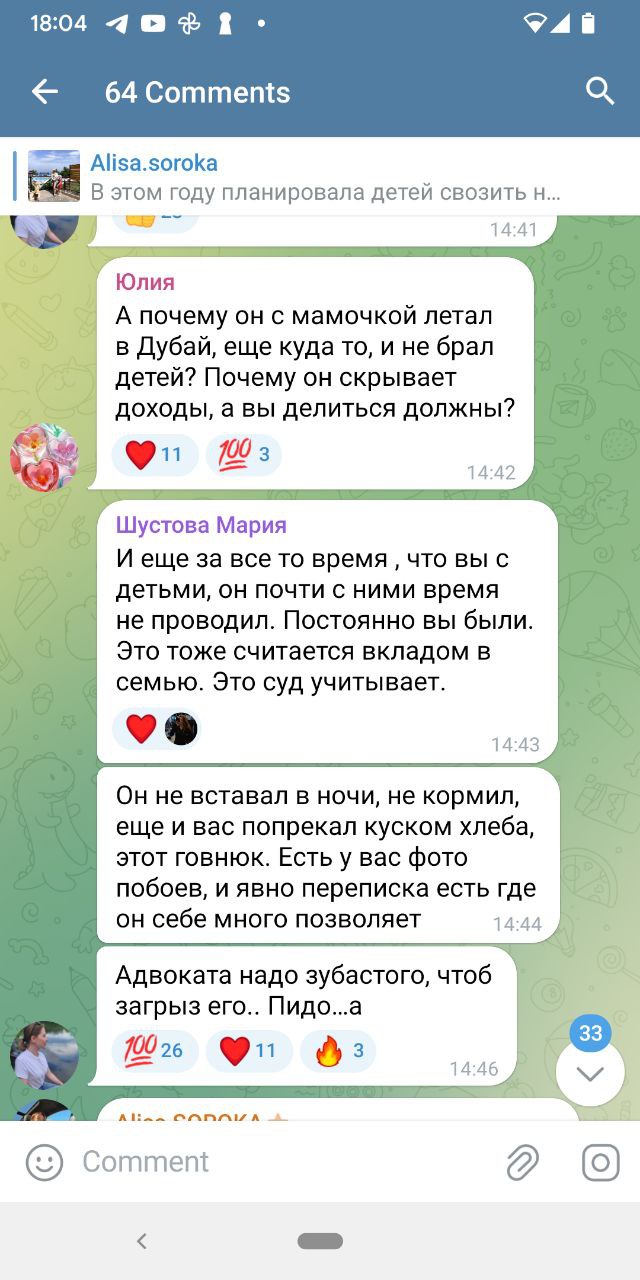 18:04
64 Comments
Alisa.soroka
В этом году планировала детей свозить н...
14:41
Юлия
А почему он с мамочкой летал
в Дубай, еще куда то, и не брал
детей? Почему он скрывает
доходы, а вы делиться должны?
11 100 3
14:42
Шустова Мария
И еще за все то время , что вы с
детьми, он почти с ними время
не проводил. Постоянно вы были.
Это тоже считается вкладом в
семью. Это суд учитывает.
14:43
Он не вставал в ночи, не кормил,
еще и вас попрекал куском хлеба,
этот говнюк. Есть у вас фото
побоев, и явно переписка есть где
он себе много позволяет
14:44
Адвоката надо зубастого, чтоб
загрыз его.. Пидо...а
100 26 11 3
14:46
33
Alisa SOROKA
Comment